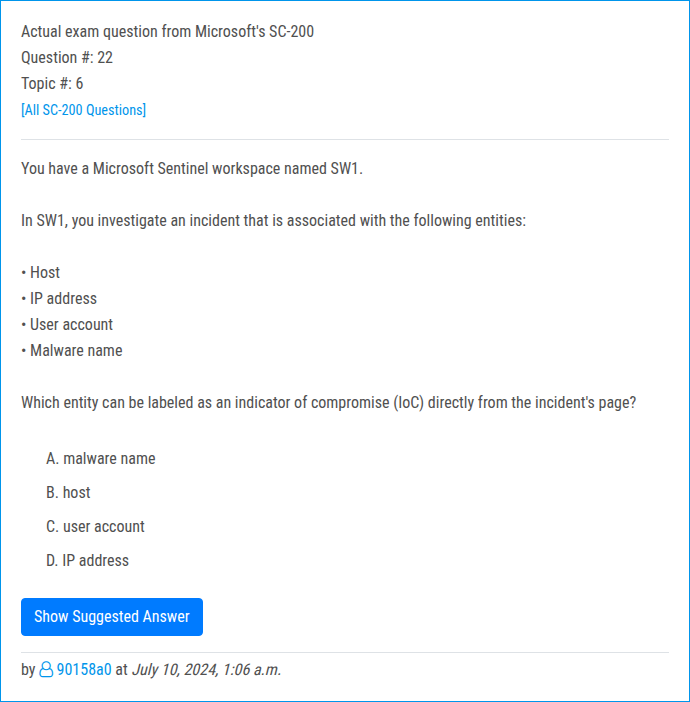 Actual exam question from Microsoft's SC-200
Question #: 22
Topic #: 6
[All SC-200 Questions]
You have a Microsoft Sentinel workspace named SW1.
In SW1, you investigate an incident that is associated with the following entities:
• Host
• IP address
• User account
• Malware name
Which entity can be labeled as an indicator of compromise (IoC) directly from the incident's page?
A. malware name
B. host
C. user account
D. IP address
Show Suggested Answer
by 90158a0 at July 10, 2024, 1:06 a.m.